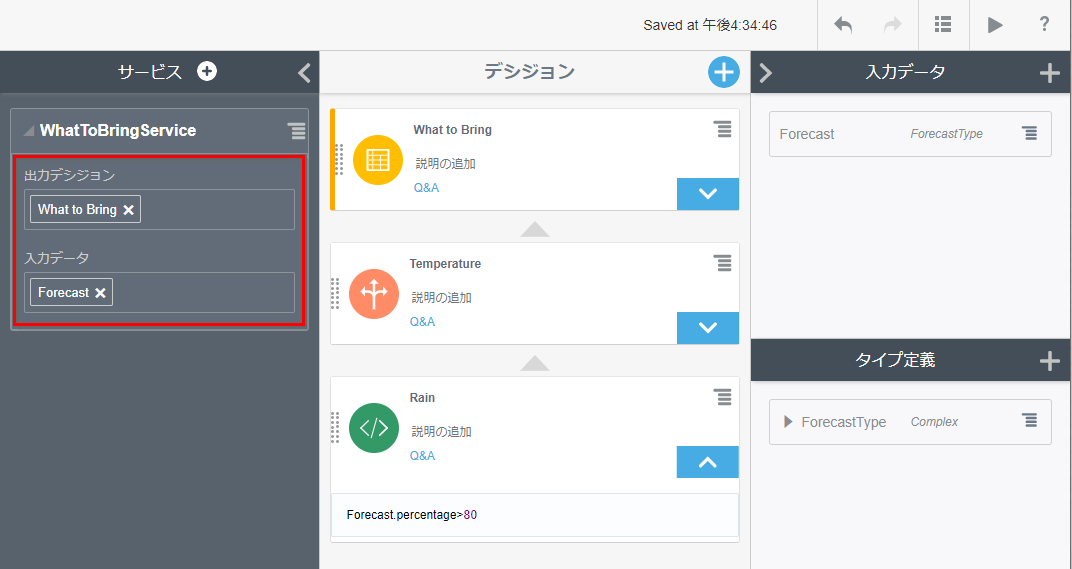 Saved at 午後4:34:46
?
サービス
WhatToBringService
出力デシジョン
What to Bring ×
入力データ
Forecast ×
デシジョン
What to Bring
説明の追加
Q&A
Temperature
説明の追加
Q&A
Rain
</>
説明の追加
Q&A
Forecast.percentage>80
入力データ
Forecast ForecastType
タイプ定義
ForecastType Complex